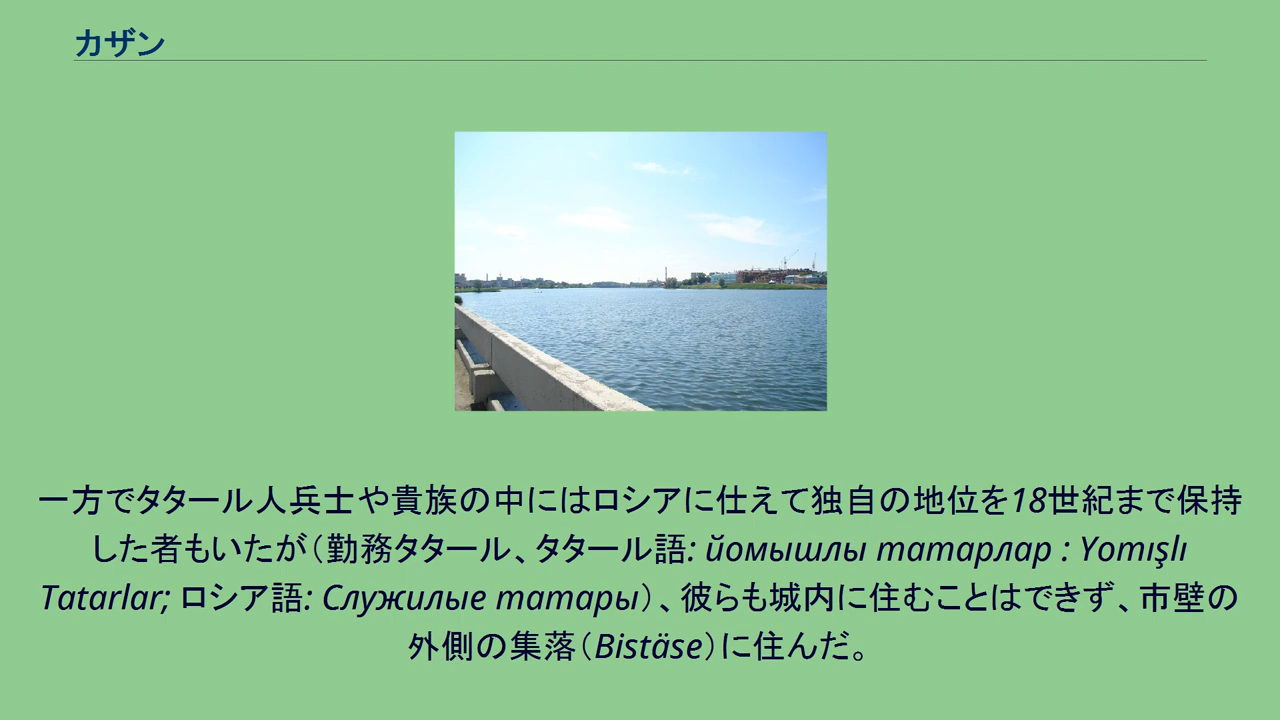 カザン
一方でタタール人兵士や貴族の中にはロシアに仕えて独自の地位を18世紀まで保持
した者もいたが（勤務タタール、タタール語: йомышлы татарлар : Yomışlı
Tatarlar; ロシア語: Служилые татары）、彼らも城内に住むことはできず、市壁の
外側の集落（Bistäse）に住んだ。